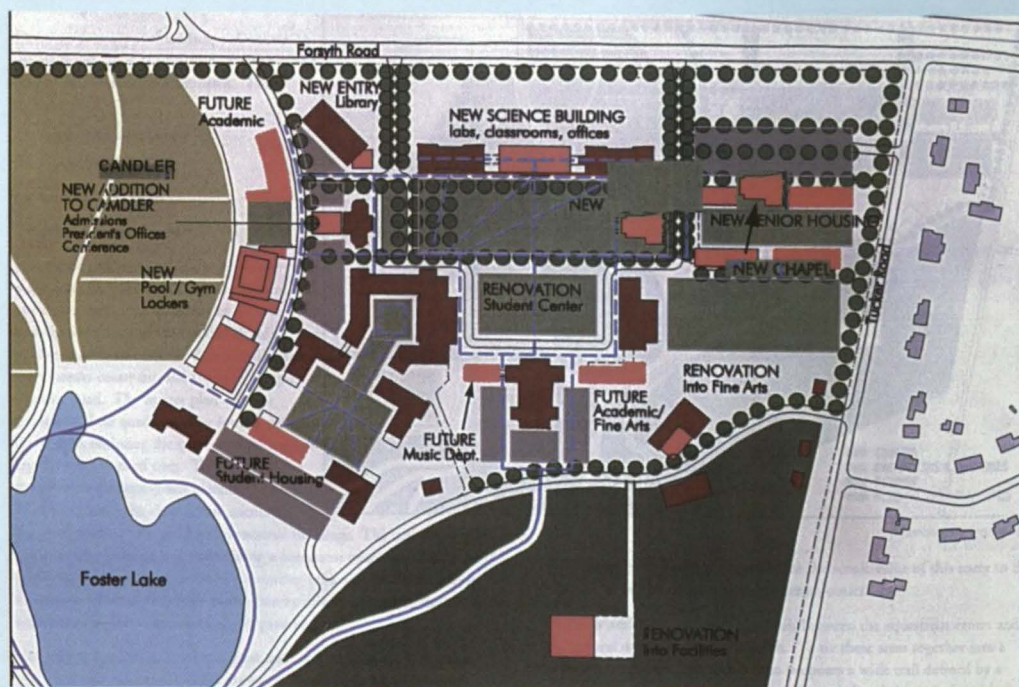 Forsyth Road
NEW ENTRY
Library
FUTURE
Academic
NEW SCIENCE BUILDING
labs, classrooms, offices
CANDLER
NEW ADDITION
TO CAMDLER
Admissions
President's Offices
Conference
NEW
NEW SENIOR HOUSING
NEW CHAPEL
NEW
Pool / Gym
Lockers
RENOVATION
Student Center
Tucker Road
RENOVATION
Into Fine Arts
FUTURE
Academic/
Fine Arts
FUTURE
Music Dept.
FUTURE
Student Housing
Foster Lake
RENOVATION
Into Facilities